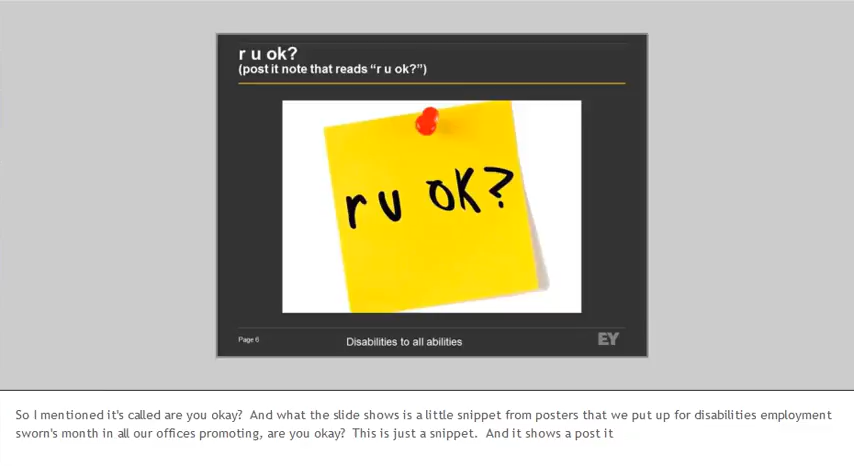 r u ok?
(post it note that reads “r u ok?”)
r u OK?
Page 6
Disabilities to all abilities
EY
So I mentioned it's called are you okay?  And what the slide shows is a little snippet from posters that we put up for disabilities employment
sworn's month in all our offices promoting, are you okay?  This is just a snippet.  And it shows a post it